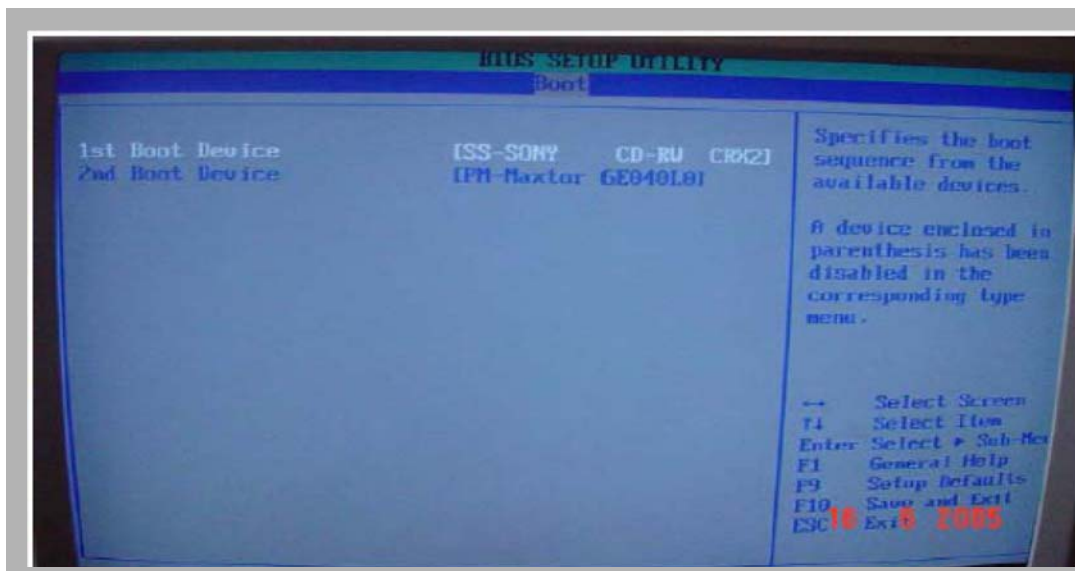 BIOS SETUP UTILITY
Boot
1st Boot Device [SS-SONY CD-RW CRX2]
2nd Boot Device [PM-Maxtor 6E040L0]
Specifies the boot
sequence from the
available devices.
A device enclosed in
parenthesis has been
disabled in the
corresponding type
menu.
↔ Select Screen
↑↓ Select Item
Enter Select ▶ Sub-Men
F1 General Help
F9 Setup Defaults
F10 Save and Exit
ESC Exit
2005